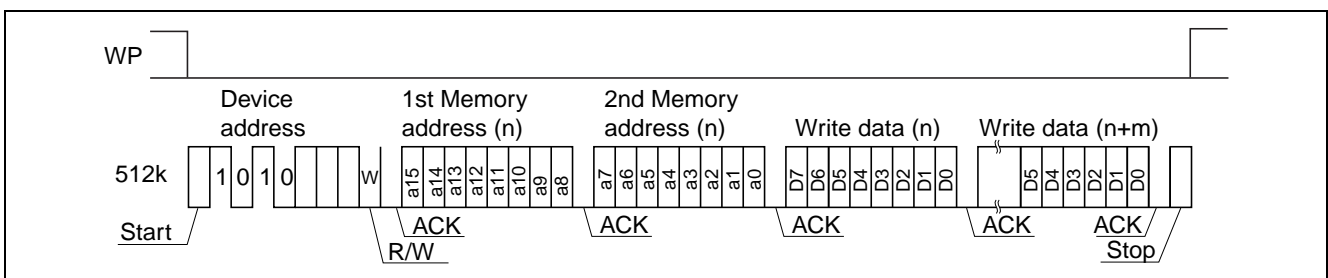 WP
Device address
1st Memory address (n)
2nd Memory address (n)
Write data (n)
Write data (n+m)
512k
1 0 1 0
W
a15 a14 a13 a12 a11 a10 a9 a8
a7 a6 a5 a4 a3 a2 a1 a0
D7 D6 D5 D4 D3 D2 D1 D0
D5 D4 D3 D2 D1 D0
Start
R/W
ACK
ACK
ACK
ACK
ACK
Stop